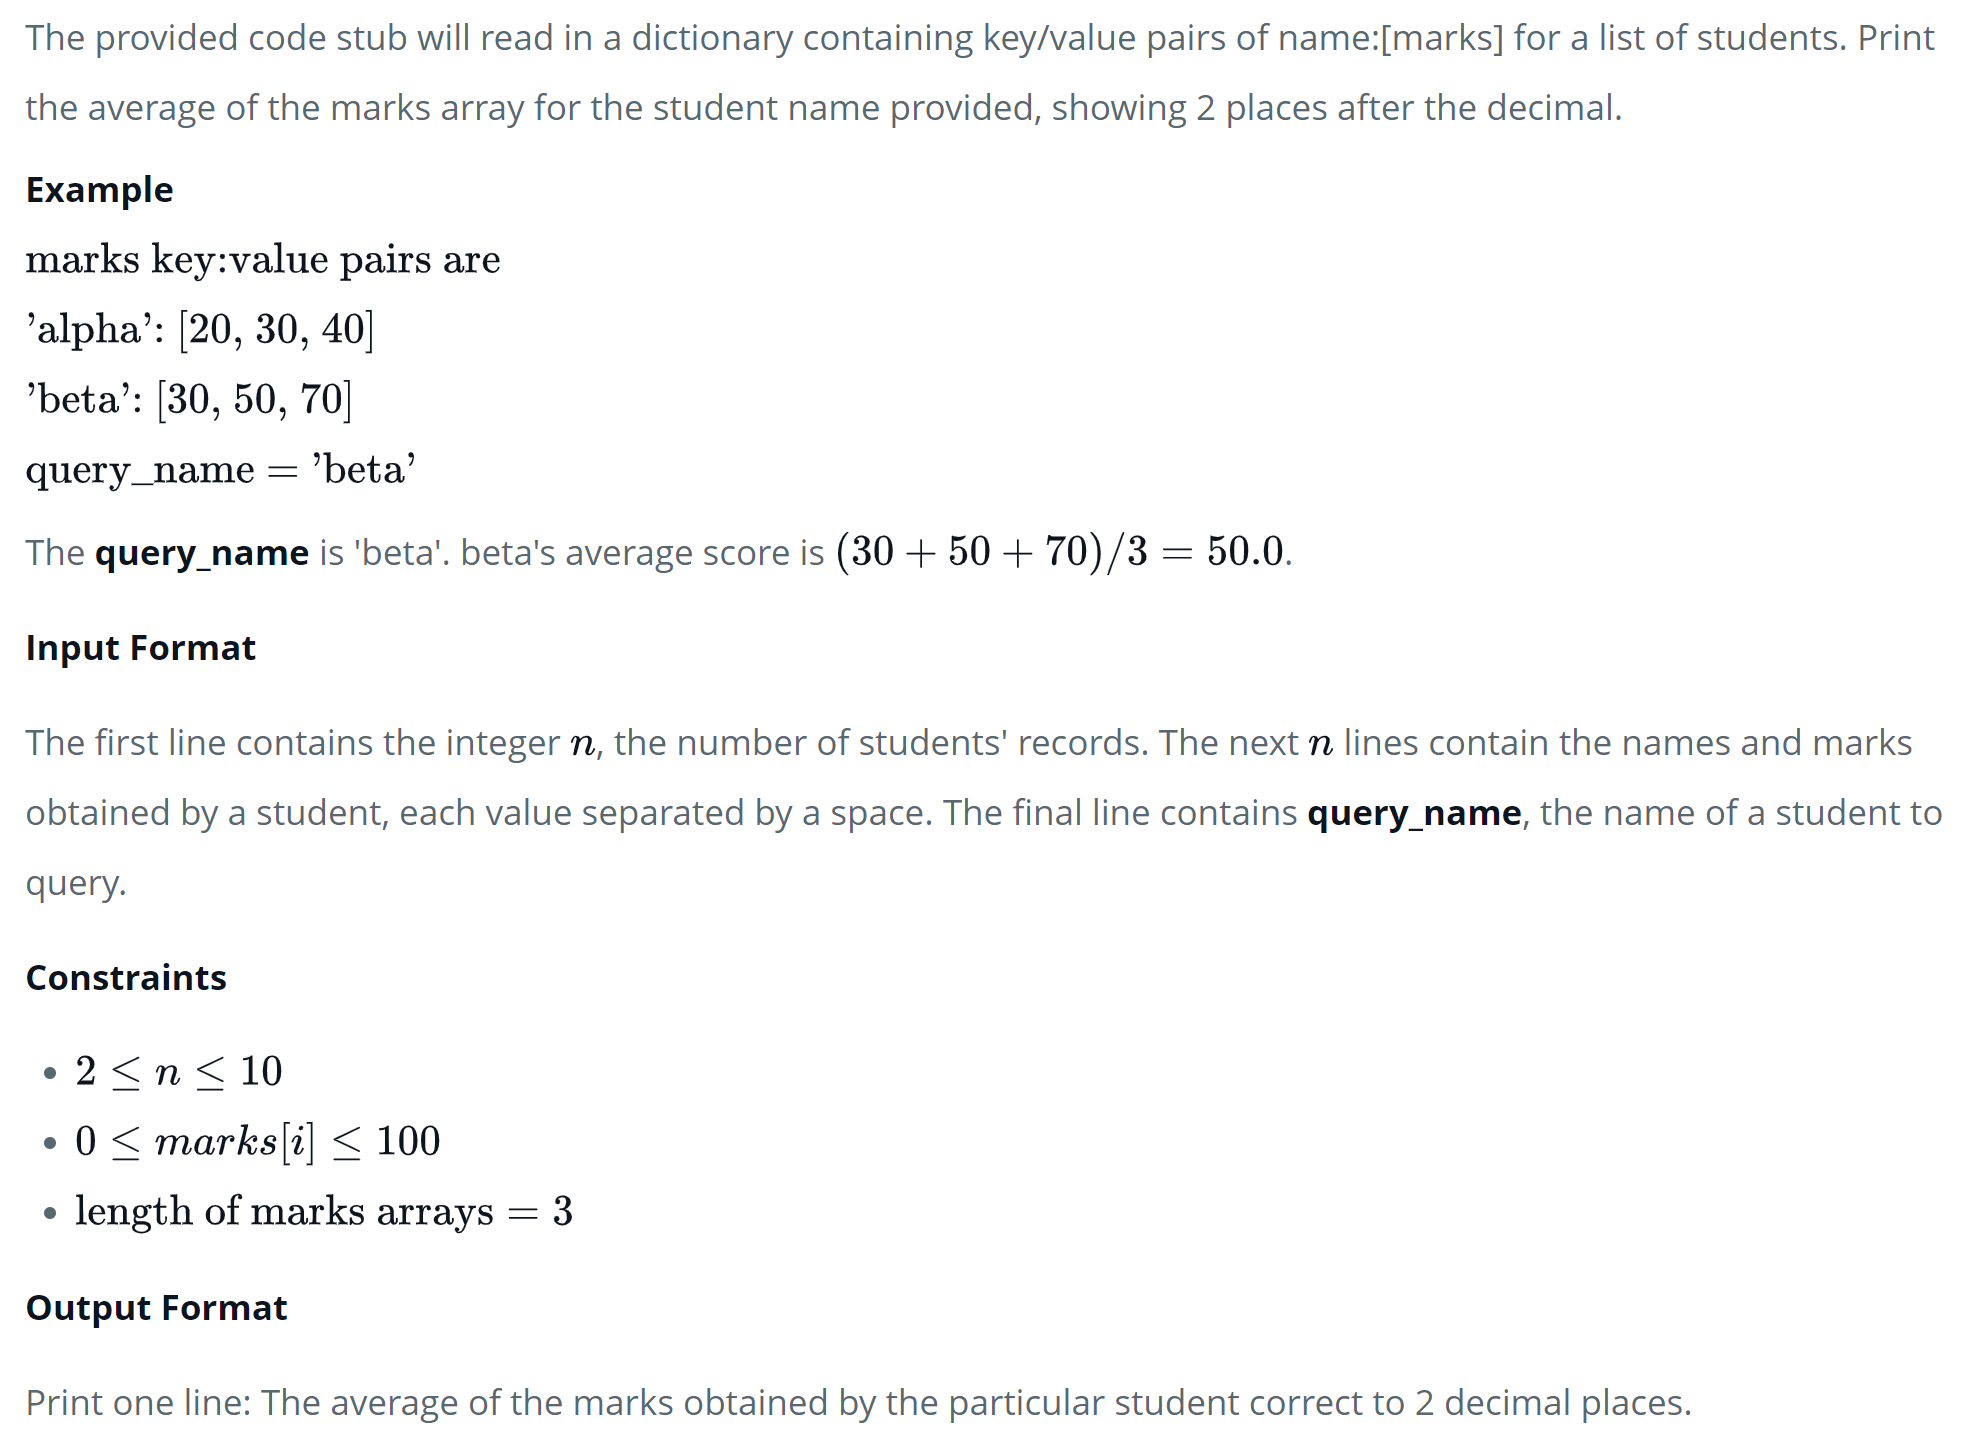 The provided code stub will read in a dictionary containing key/value pairs of name:[marks] for a list of students. Print
the average of the marks array for the student name provided, showing 2 places after the decimal.
Example
marks key:value pairs are
’alpha’: [20, 30, 40]
’beta’: [30, 50, 70]
query_name = ’beta’
The query_name is 'beta'. beta's average score is (30 + 50 + 70)/3 = 50.0.
Input Format
The first line contains the integer n, the number of students' records. The next n lines contain the names and marks
obtained by a student, each value separated by a space. The final line contains query_name, the name of a student to
query.
Constraints
• 2 ≤ n ≤ 10
• 0 ≤ marks[i] ≤ 100
• length of marks arrays = 3
Output Format
Print one line: The average of the marks obtained by the particular student correct to 2 decimal places.